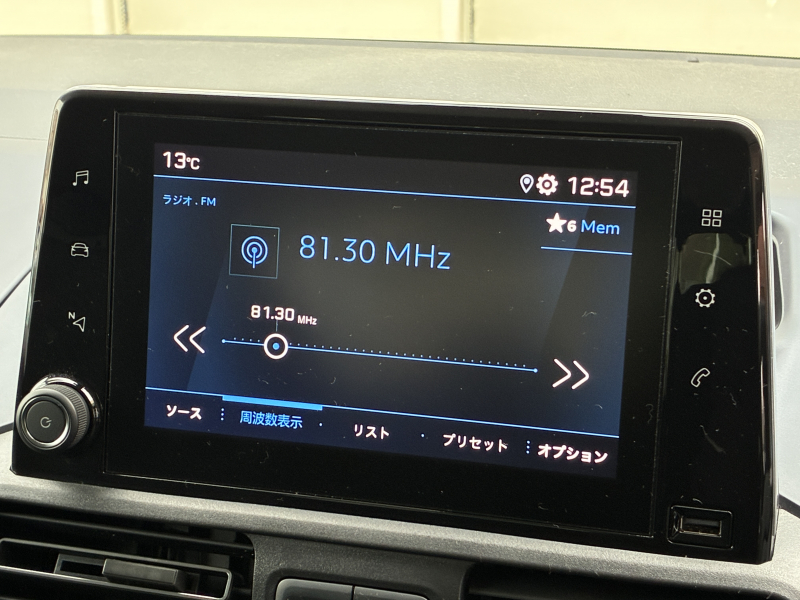 13°C
12:54
ラジオ . FM
6 Mem
81.30 MHz
81.30 MHz
N
ソース 周波数表示 リスト プリセット オプション